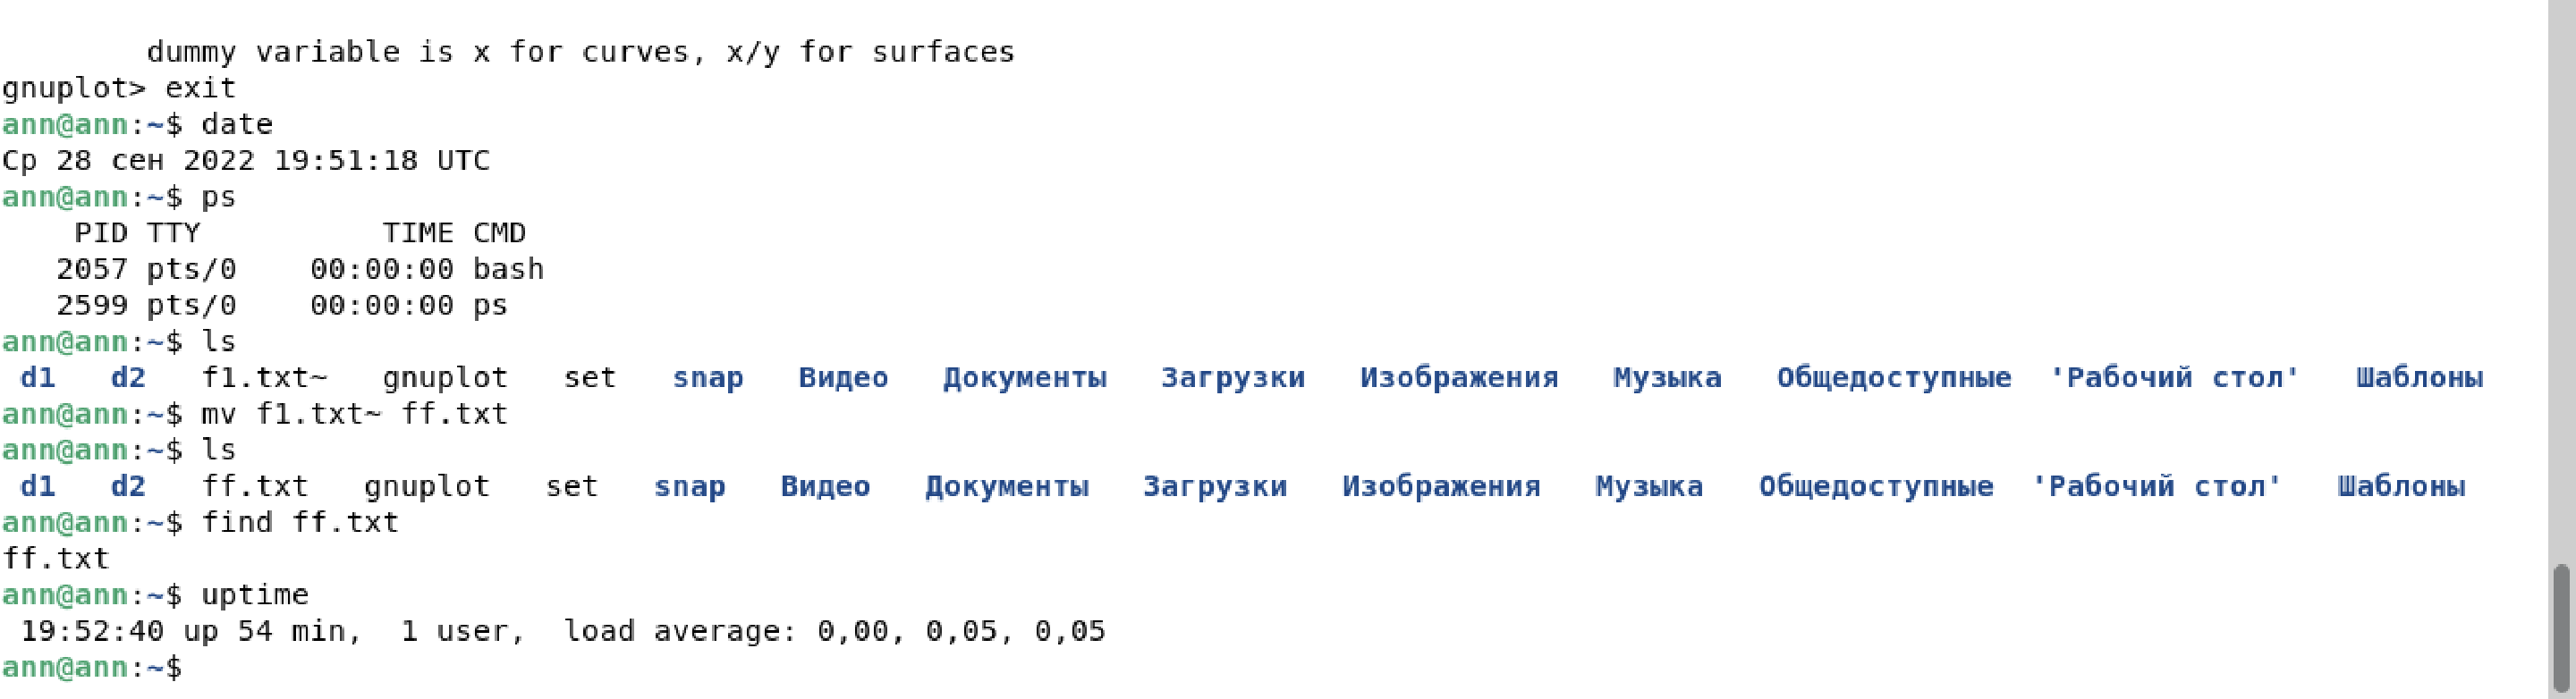 dummy variable is x for curves, x/y for surfaces
gnuplot> exit
ann@ann:~$ date
Ср 28 сен 2022 19:51:18 UTC
ann@ann:~$ ps
    PID TTY          TIME CMD
   2057 pts/0    00:00:00 bash
   2599 pts/0    00:00:00 ps
ann@ann:~$ ls
 d1   d2   f1.txt~   gnuplot   set   snap   Видео   Документы   Загрузки   Изображения   Музыка   Общедоступные  'Рабочий стол'   Шаблоны
ann@ann:~$ mv f1.txt~ ff.txt
ann@ann:~$ ls
 d1   d2   ff.txt   gnuplot   set   snap   Видео   Документы   Загрузки   Изображения   Музыка   Общедоступные  'Рабочий стол'   Шаблоны
ann@ann:~$ find ff.txt
ff.txt
ann@ann:~$ uptime
 19:52:40 up 54 min,  1 user,  load average: 0,00, 0,05, 0,05
ann@ann:~$